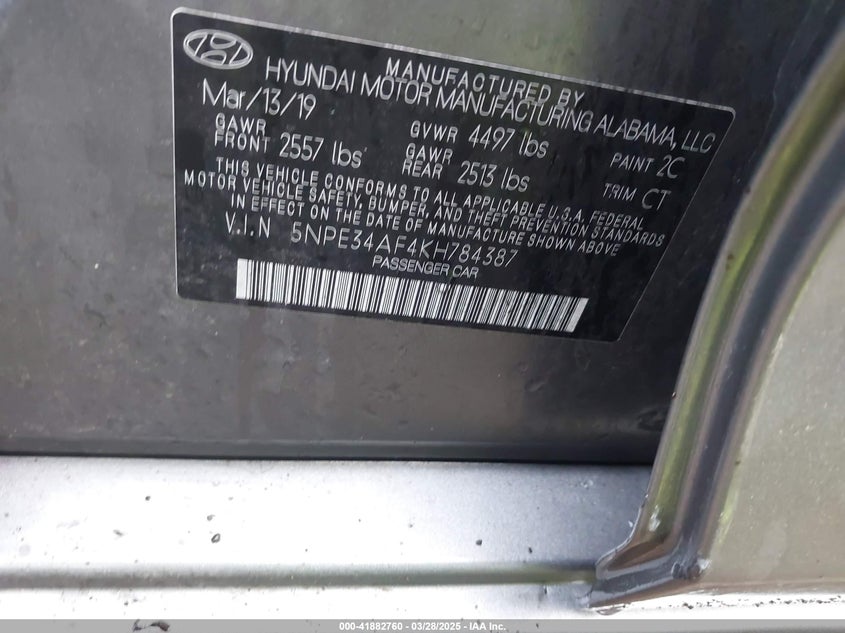 MANUFACTURED BY
HYUNDAI MOTOR MANUFACTURING ALABAMA, LLC
Mar/13/19
GAWR FRONT 2557 lbs
GVWR 4497 lbs
GAWR REAR 2513 lbs
PAINT 2C
TRIM CT
THIS VEHICLE CONFORMS TO ALL APPLICABLE U.S.A. FEDERAL
MOTOR VEHICLE SAFETY, BUMPER, AND THEFT PREVENTION STANDARDS
IN EFFECT ON THE DATE OF MANUFACTURE SHOWN ABOVE
V.I.N 5NPE34AF4KH784387
PASSENGER CAR
000-41882760 - 03/28/2025 - IAA Inc.